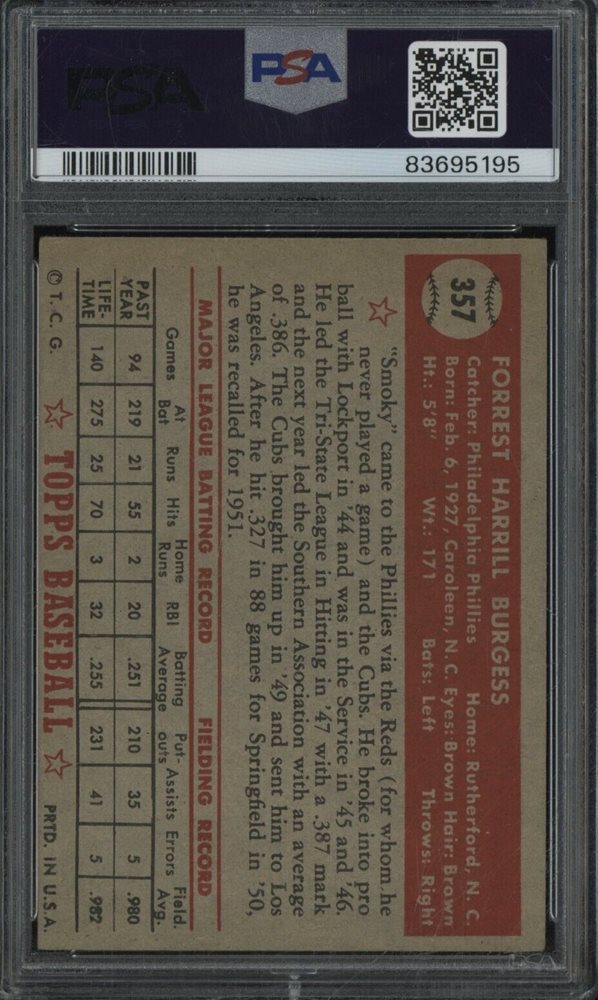 PSA
PSA
83695195
357
FORREST HARRILL BURGESS
Catcher: Philadelphia Phillies Home: Rutherford, N. C.
Born: Feb. 6, 1927, Caroleen, N. C. Eyes: Brown Hair: Brown
Ht.: 5'8" Wt.: 171 Bats: Left Throws: Right
"Smoky" came to the Phillies via the Reds (for whom he
never played a game) and the Cubs. He broke into pro
ball with Lockport in '44 and was in the Service in '45 and '46.
He led the Tri-State League in Hitting in '47 with a .387 mark
and the next year led the Southern Association with an average
of .386. The Cubs brought him up in '49 and sent him to Los
Angeles. After he hit .327 in 88 games for Springfield in '50,
he was recalled for 1951.
MAJOR LEAGUE BATTING RECORD FIELDING RECORD
Games At Bat Runs Hits Home Runs RBI Batting Average Put-outs Assists Errors Field. Avg.
PAST YEAR 94 219 21 55 2 20 .251 210 35 5 .980
LIFE-TIME 140 275 25 70 3 32 .255 231 41 5 .982
© T. C. G. TOPPS BASEBALL PRTD. IN U.S.A.